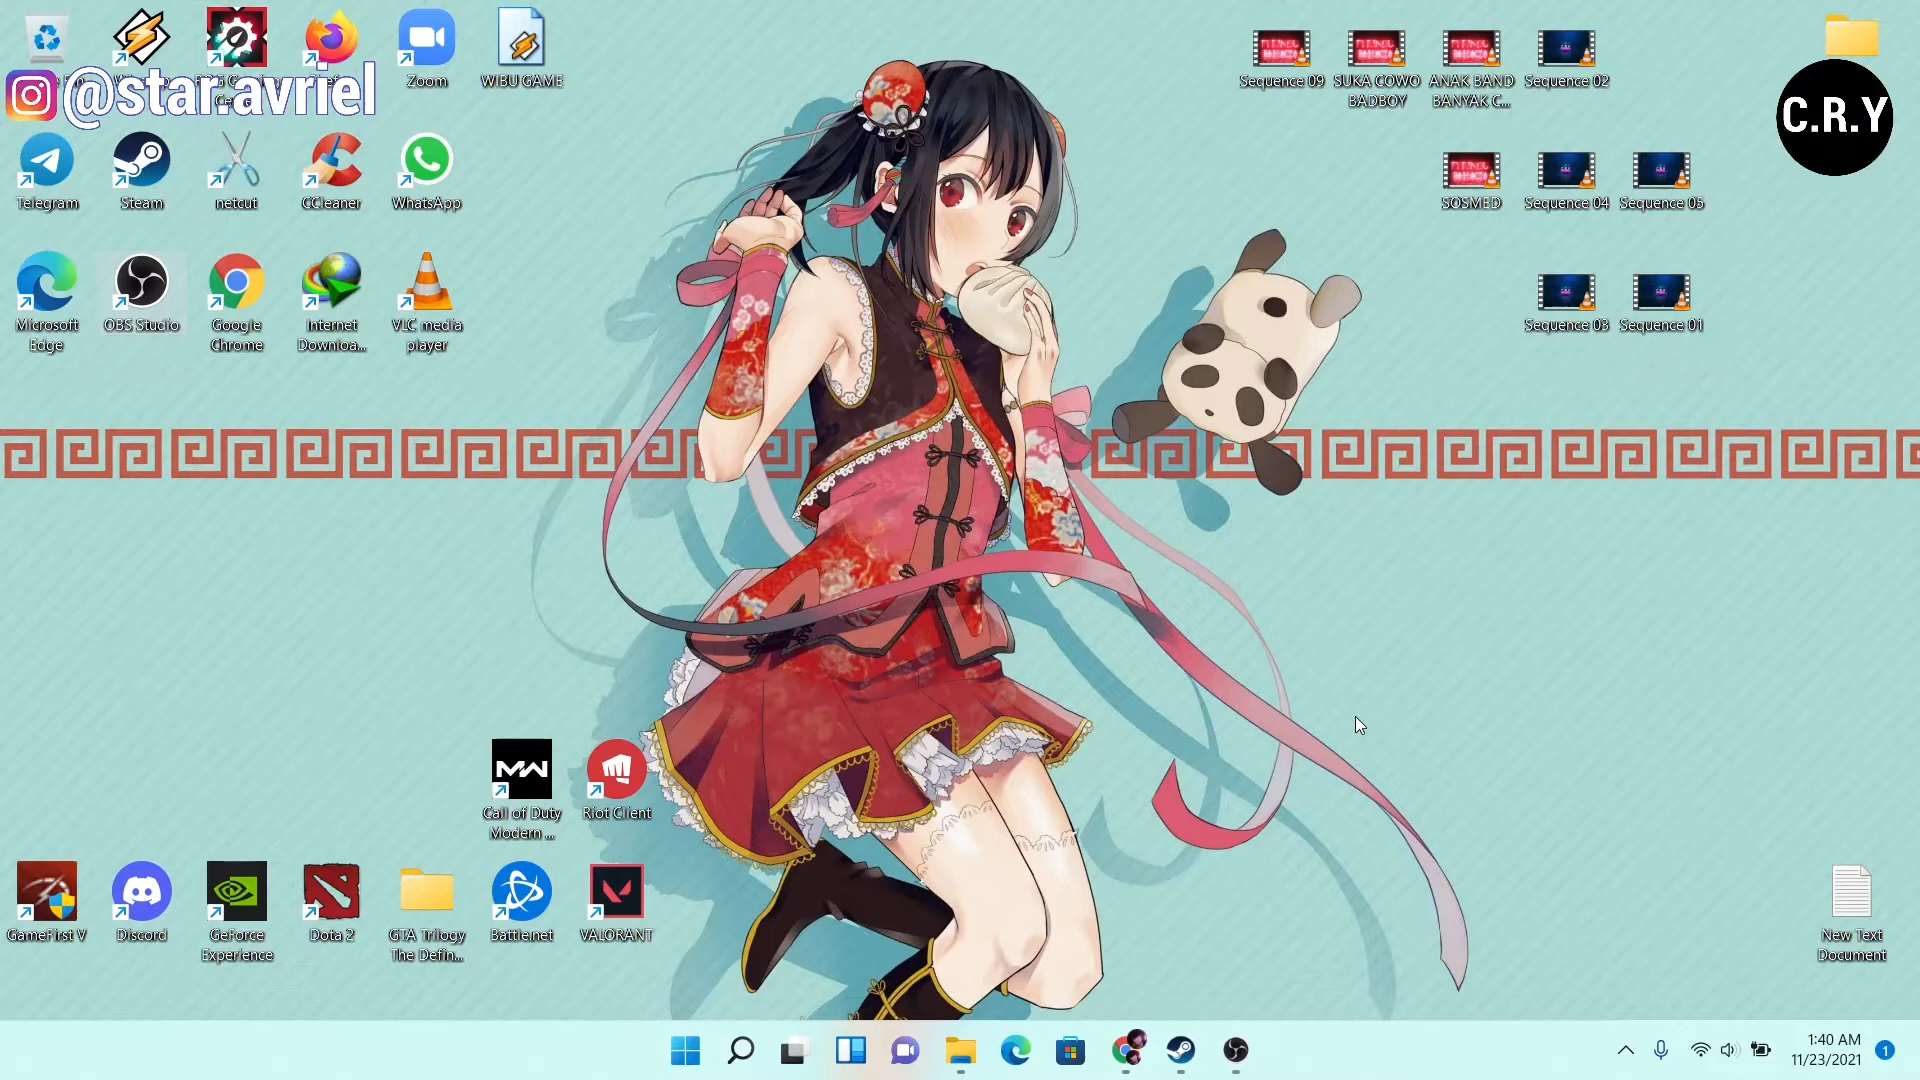 @star.avriel
Zoom
WIBU GAME
Sequence 09
SUKA COWO
BADBOY
ANAK BAND
BANYAK C...
Sequence 02
C.R.Y
Telegram
Steam
netcut
CCleaner
WhatsApp
SOSMED
Sequence 04
Sequence 05
Microsoft
Edge
OBS Studio
Google
Chrome
Internet
Downloa...
VLC media
player
Sequence 03
Sequence 01
MW
Call of Duty
Modern ...
Riot Client
GameFirst V
Discord
GeForce
Experience
Dota 2
GTA Trilogy
The Defin...
Battle.net
VALORANT
New Text
Document
1:40 AM
11/23/2021
1